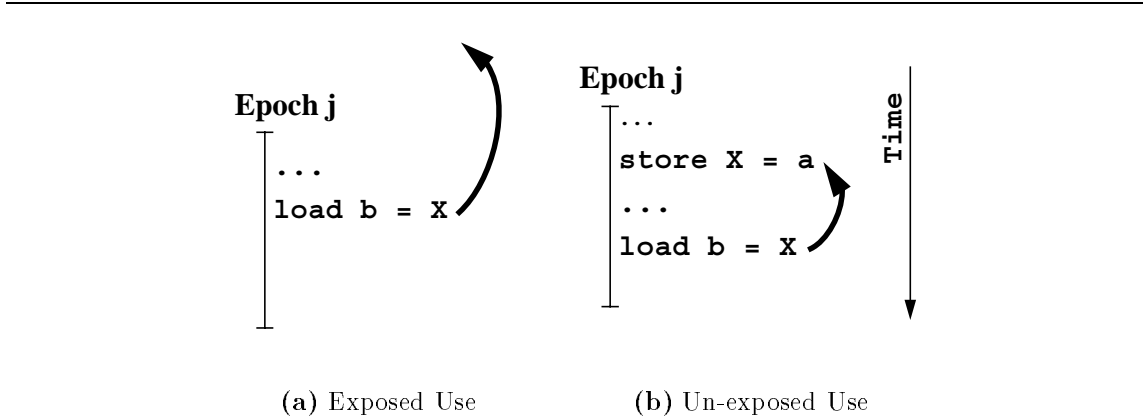 Epoch j
...
load b = X
Epoch j
...
store X = a
...
load b = X
Time
(a) Exposed Use
(b) Un-exposed Use